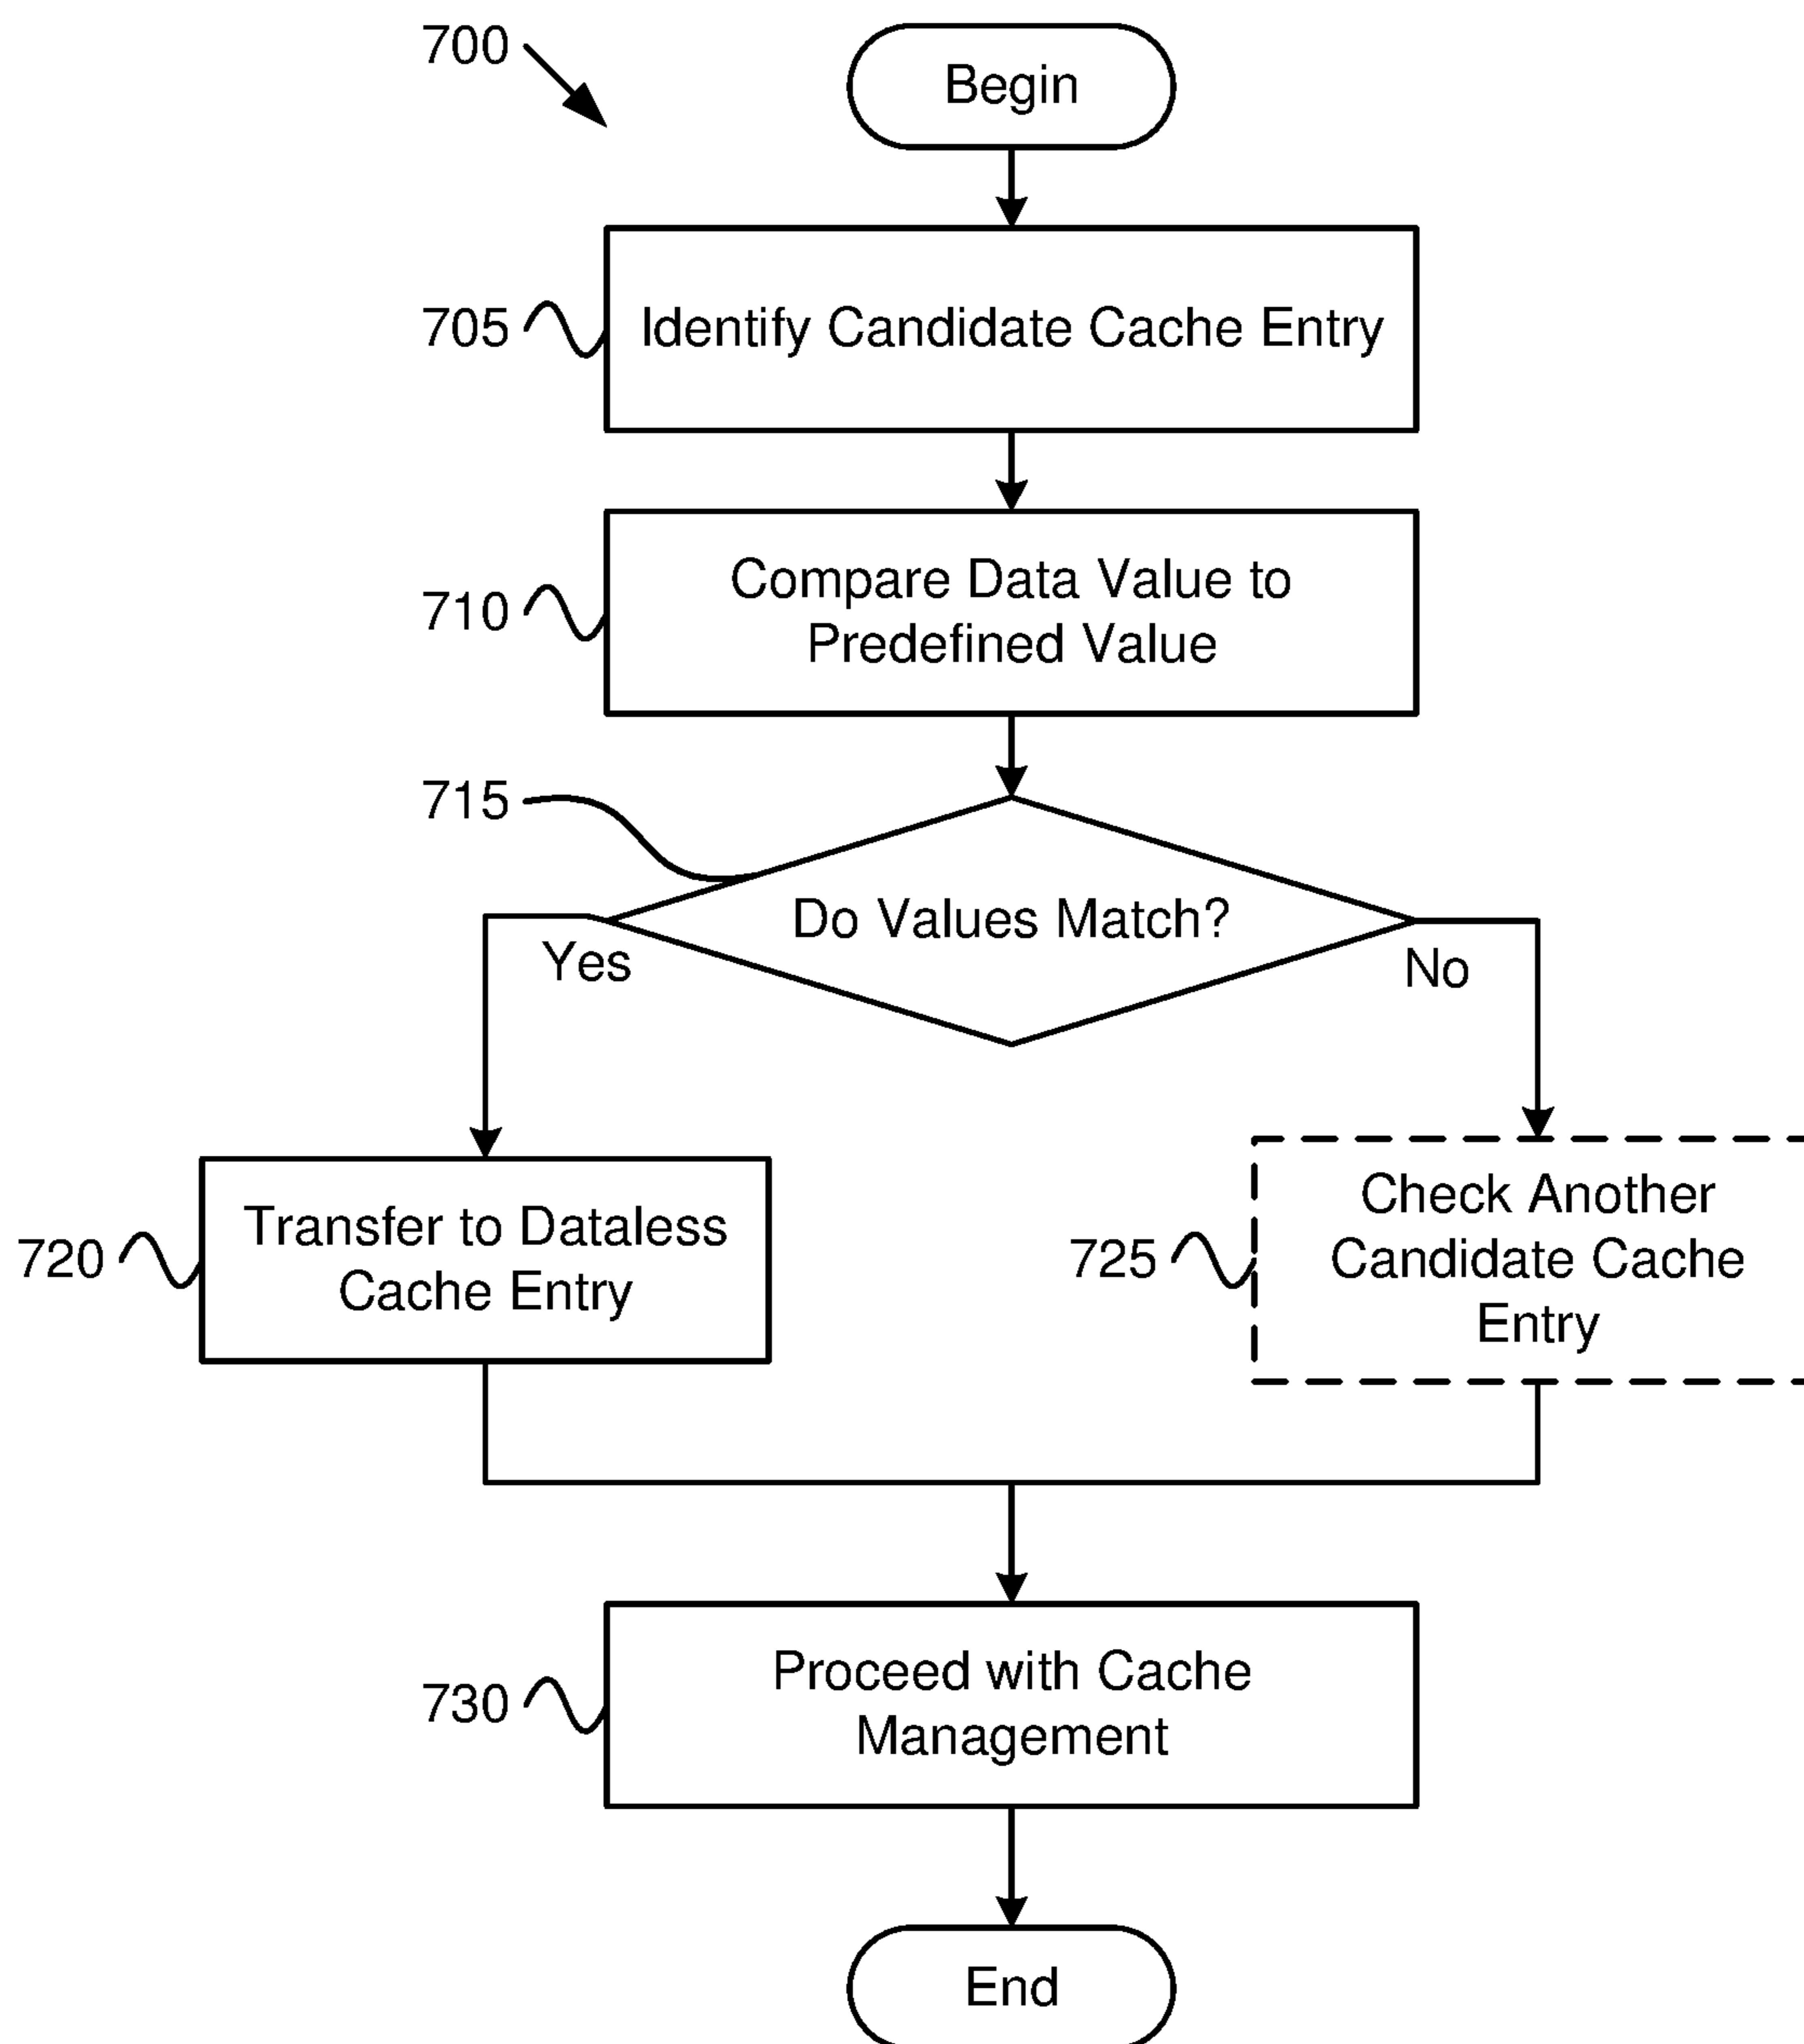 700
Begin
705
Identify Candidate Cache Entry
710
Compare Data Value to
Predefined Value
715
Do Values Match?
Yes
No
720
Transfer to Dataless
Cache Entry
725
Check Another
Candidate Cache
Entry
730
Proceed with Cache
Management
End